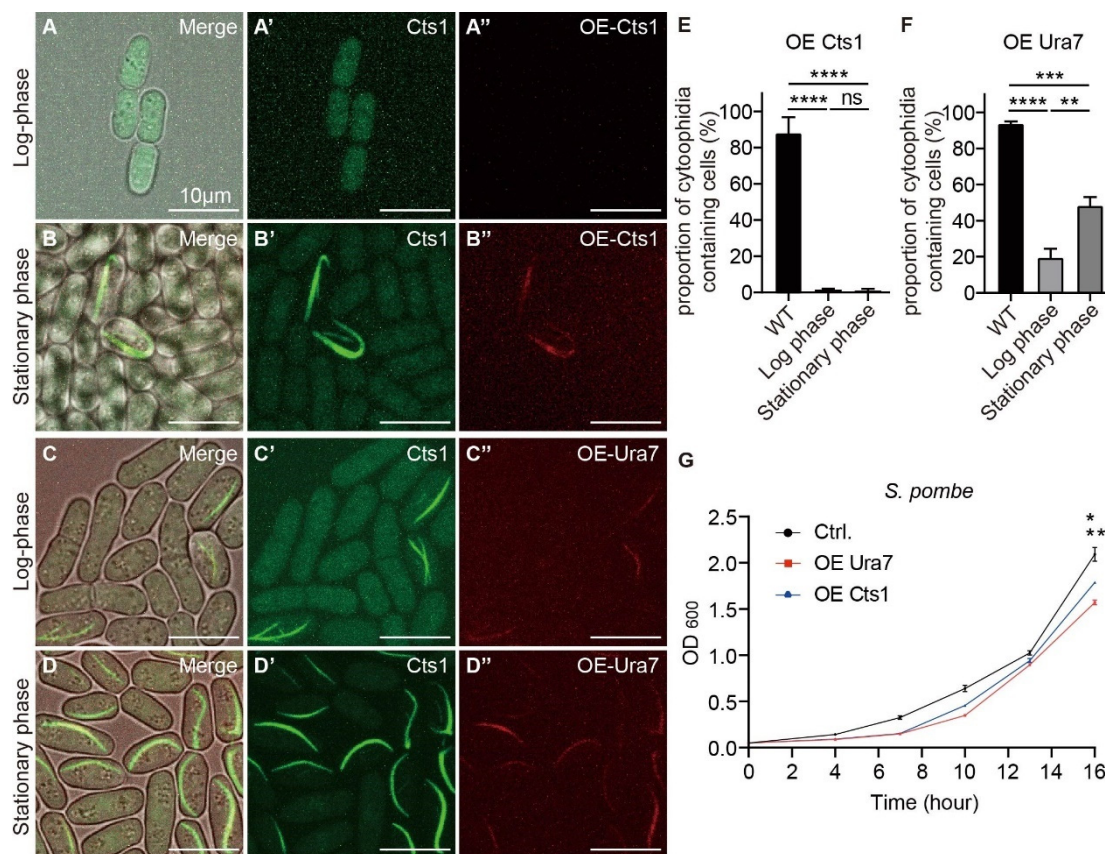 A Merge A' Cts1 A" OE-Cts1
Log-phase
10μm
B Merge B' Cts1 B" OE-Cts1
Stationary phase
C Merge C' Cts1 C" OE-Ura7
Log-phase
D Merge D' Cts1 D" OE-Ura7
Stationary phase
E
OE Cts1
****
**** ns
proportion of cytoophidia
containing cells (%)
100
80
60
40
20
0
WT
Log phase
Stationary phase
F
OE Ura7
***
**** **
proportion of cytoophidia
containing cells (%)
100
80
60
40
20
0
WT
Log phase
Stationary phase
G
S. pombe
*
**
Ctrl.
OE Ura7
OE Cts1
OD 600
2.5
2.0
1.5
1.0
0.5
0.0
0 2 4 6 8 10 12 14 16
Time (hour)